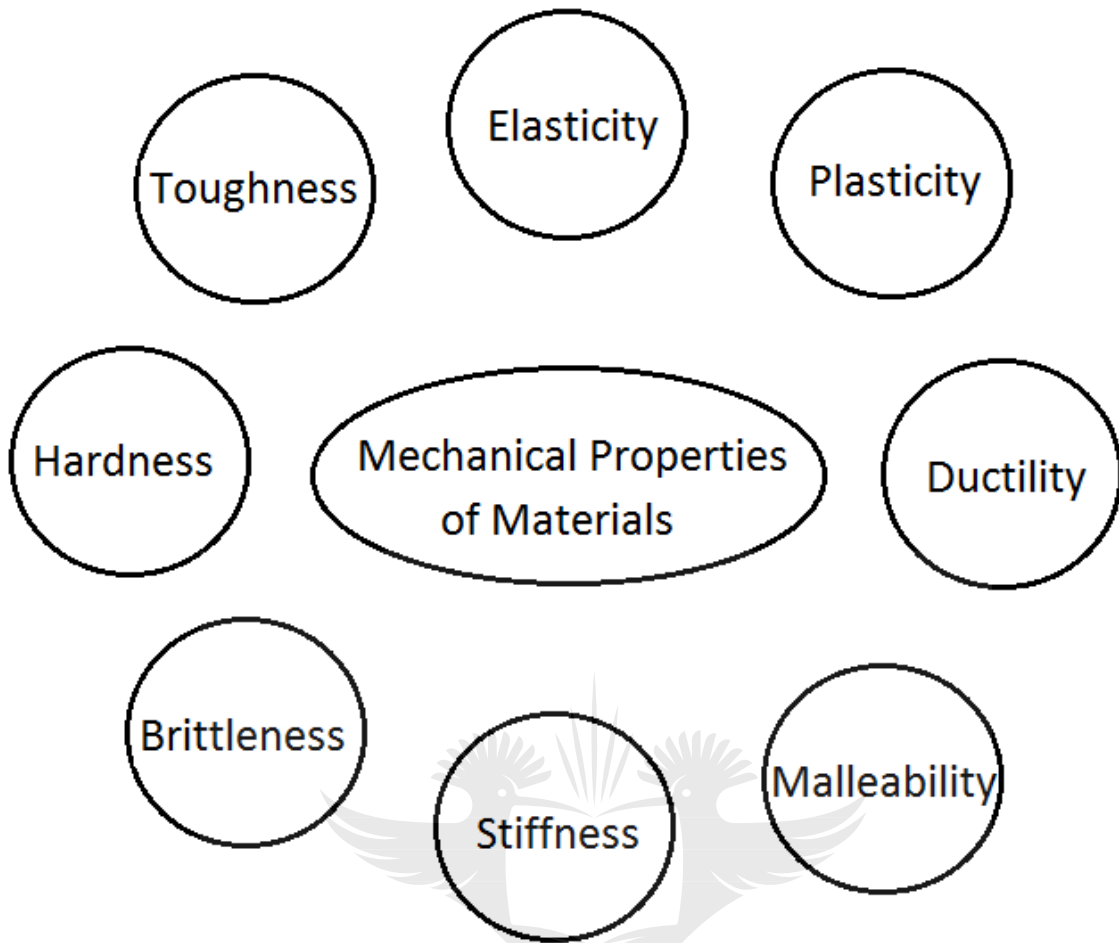 Elasticity
Toughness
Plasticity
Hardness
Mechanical Properties
of Materials
Ductility
Brittleness
Stiffness
Malleability